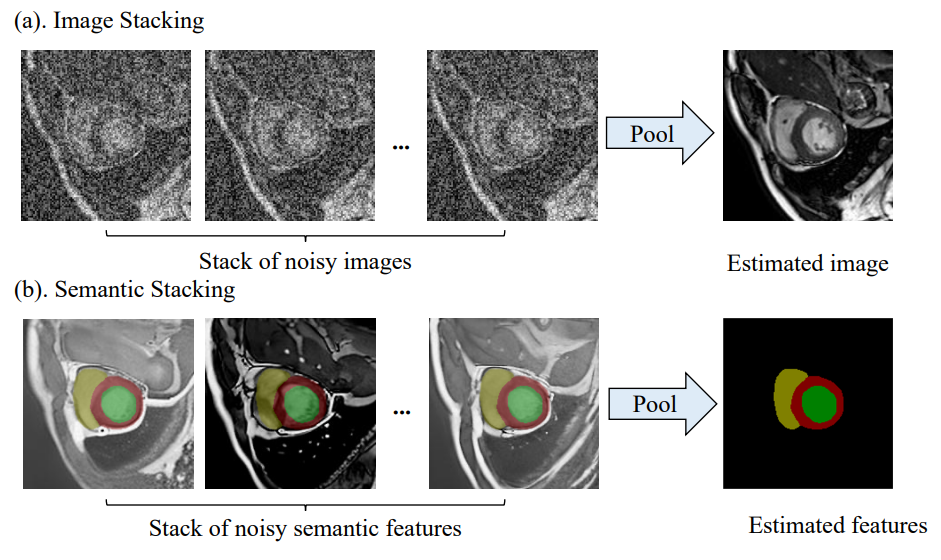 (a). Image Stacking
...
Pool
Stack of noisy images
Estimated image
(b). Semantic Stacking
...
Pool
Stack of noisy semantic features
Estimated features